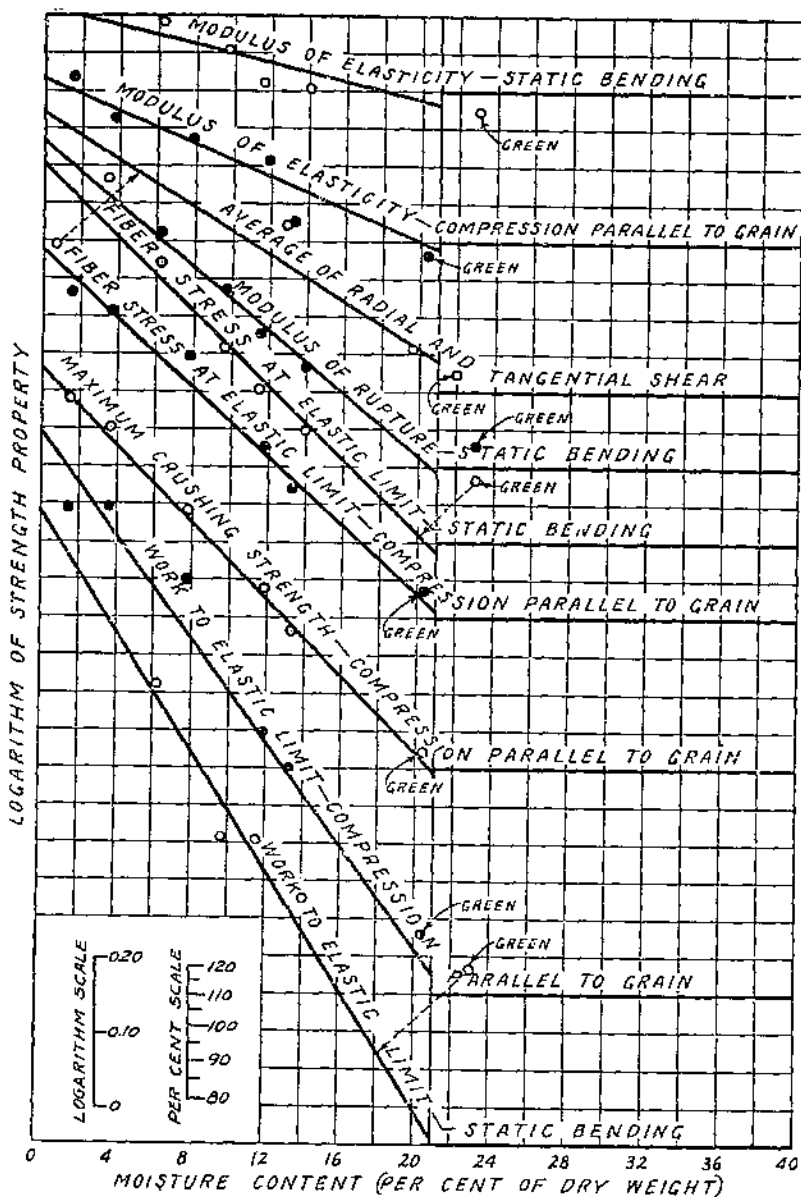 MODULUS OF ELASTICITY—STATIC BENDING
GREEN
MODULUS OF ELASTICITY—COMPRESSION PARALLEL TO GRAIN
GREEN
AVERAGE OF RADIAL AND TANGENTIAL SHEAR
GREEN
MODULUS OF RUPTURE—STATIC BENDING
GREEN
FIBER STRESS AT ELASTIC LIMIT—STATIC BENDING
GREEN
FIBER STRESS AT ELASTIC LIMIT—COMPRESSION PARALLEL TO GRAIN
GREEN
MAXIMUM CRUSHING STRENGTH—COMPRESSION PARALLEL TO GRAIN
GREEN
WORK TO ELASTIC LIMIT—COMPRESSION PARALLEL TO GRAIN
GREEN
WORK TO ELASTIC LIMIT—STATIC BENDING
GREEN
LOGARITHM OF STRENGTH PROPERTY
LOGARITHM SCALE
0.20
0.10
0
PER CENT SCALE
120
110
100
90
80
0 4 8 12 16 20 24 28 32 36 40
MOISTURE CONTENT (PER CENT OF DRY WEIGHT)